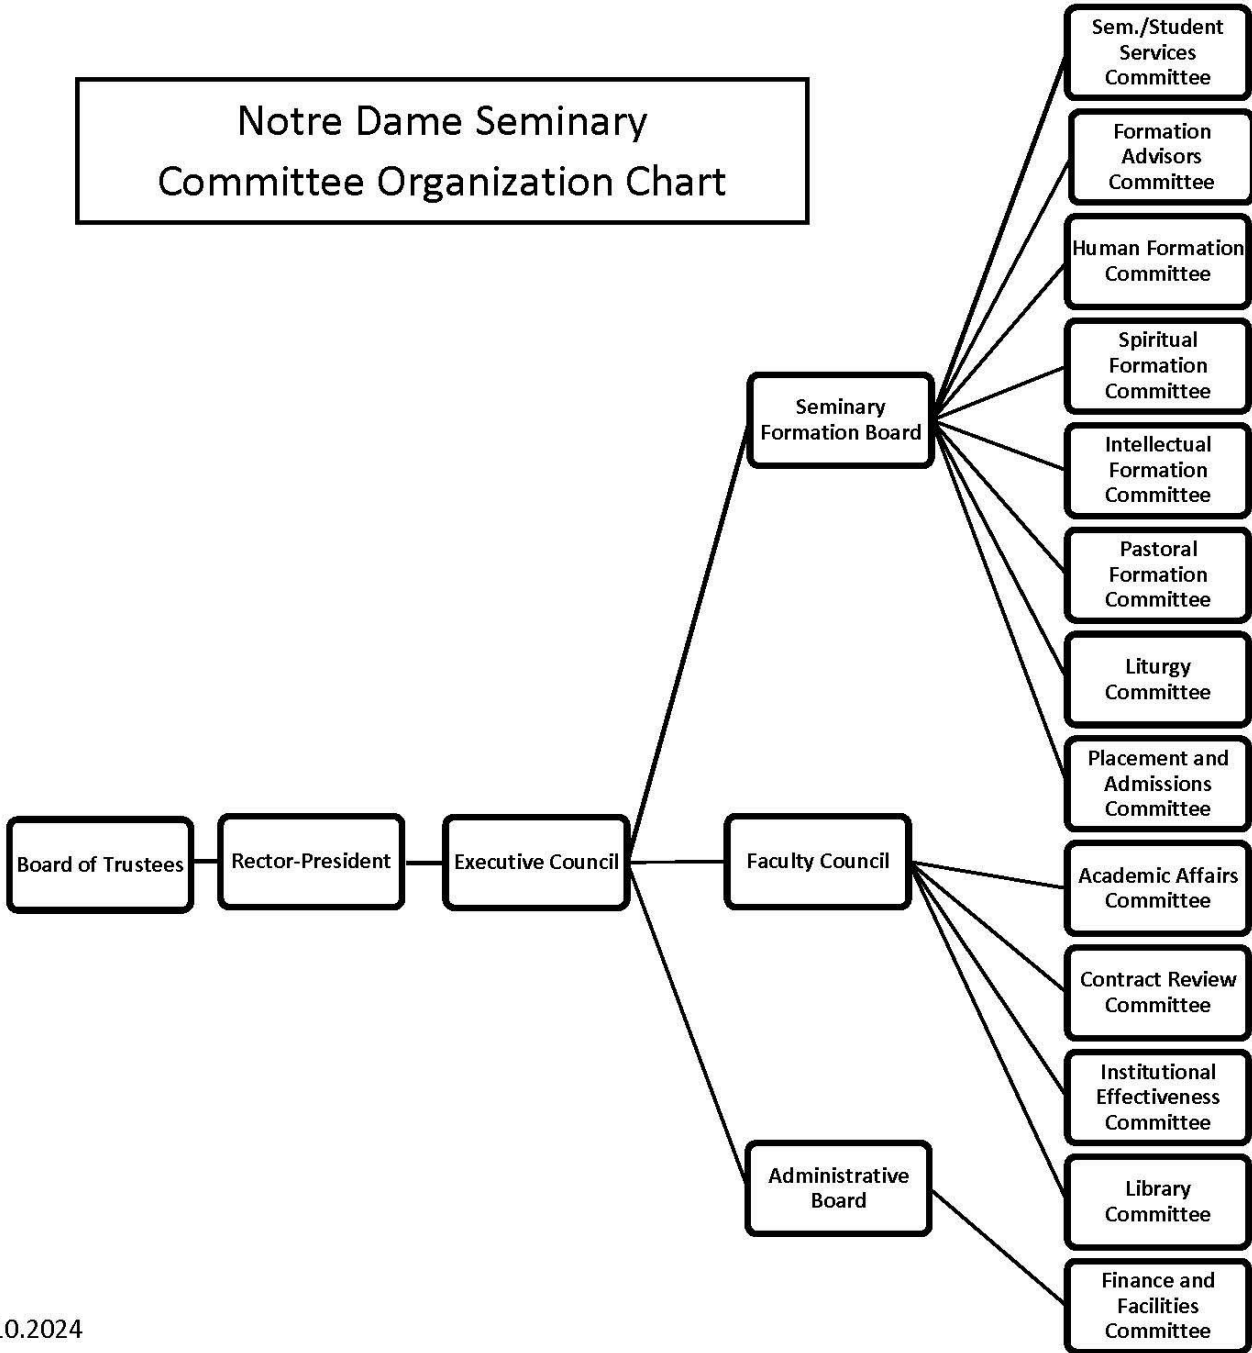 Notre Dame Seminary
Committee Organization Chart
Board of Trustees
Rector-President
Executive Council
Seminary
Formation Board
Faculty Council
Administrative
Board
Sem./Student
Services
Committee
Formation
Advisors
Committee
Human Formation
Committee
Spiritual
Formation
Committee
Intellectual
Formation
Committee
Pastoral
Formation
Committee
Liturgy
Committee
Placement and
Admissions
Committee
Academic Affairs
Committee
Contract Review
Committee
Institutional
Effectiveness
Committee
Library
Committee
Finance and
Facilities
Committee